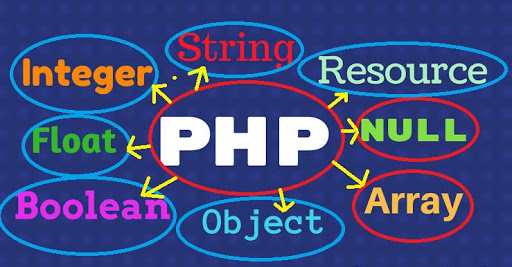 String
Integer
Resource
Float
PHP
NULL
Boolean
Object
Array